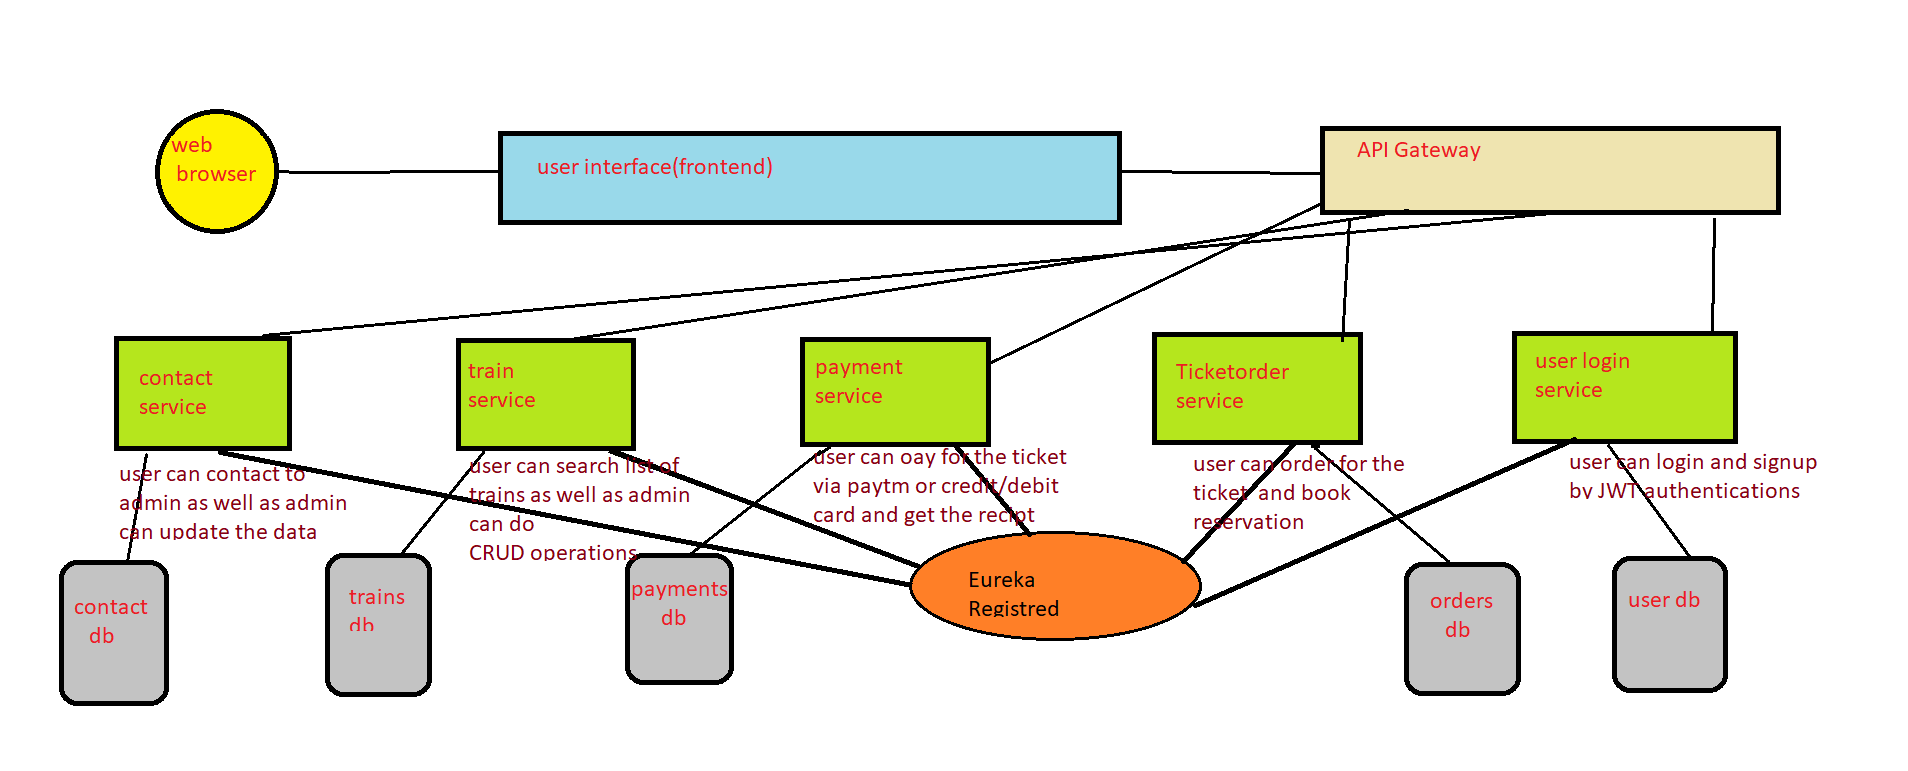 web
browser
user interface(frontend)
API Gateway
contact
service
train
service
payment
service
Ticketorder
service
user login
service
user can contact to
admin as well as admin
can update the data
user can search list of
trains as well as admin
can do
CRUD operations
user can oay for the ticket
via paytm or credit/debit
card and get the recipt
user can order for the
ticket and book
reservation
user can login and signup
by JWT authentications
contact
db
trains
db
payments
db
Eureka
Registred
orders
db
user db